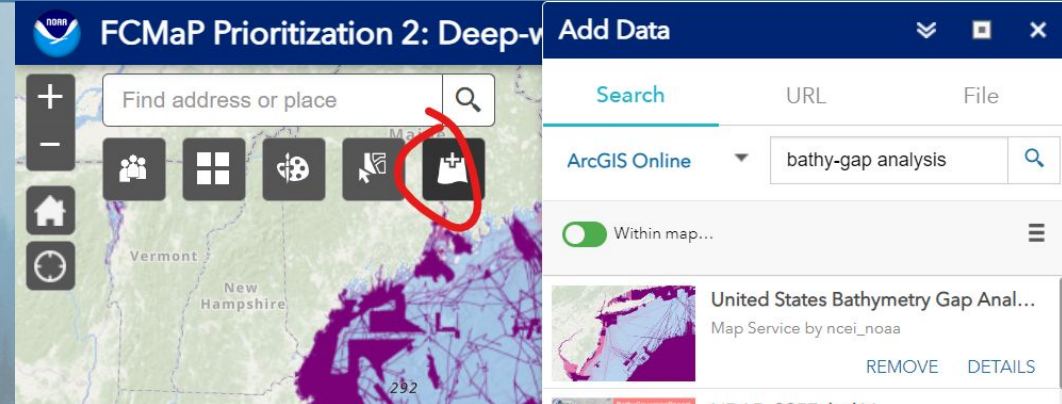 NOAA
FCMaP Prioritization 2: Deep-w
Find address or place
Maine
Vermont
New
Hampshire
292
Add Data
Search URL File
ArcGIS Online bathy-gap analysis
Within map...
United States Bathymetry Gap Anal...
Map Service by ncei_noaa
REMOVE DETAILS